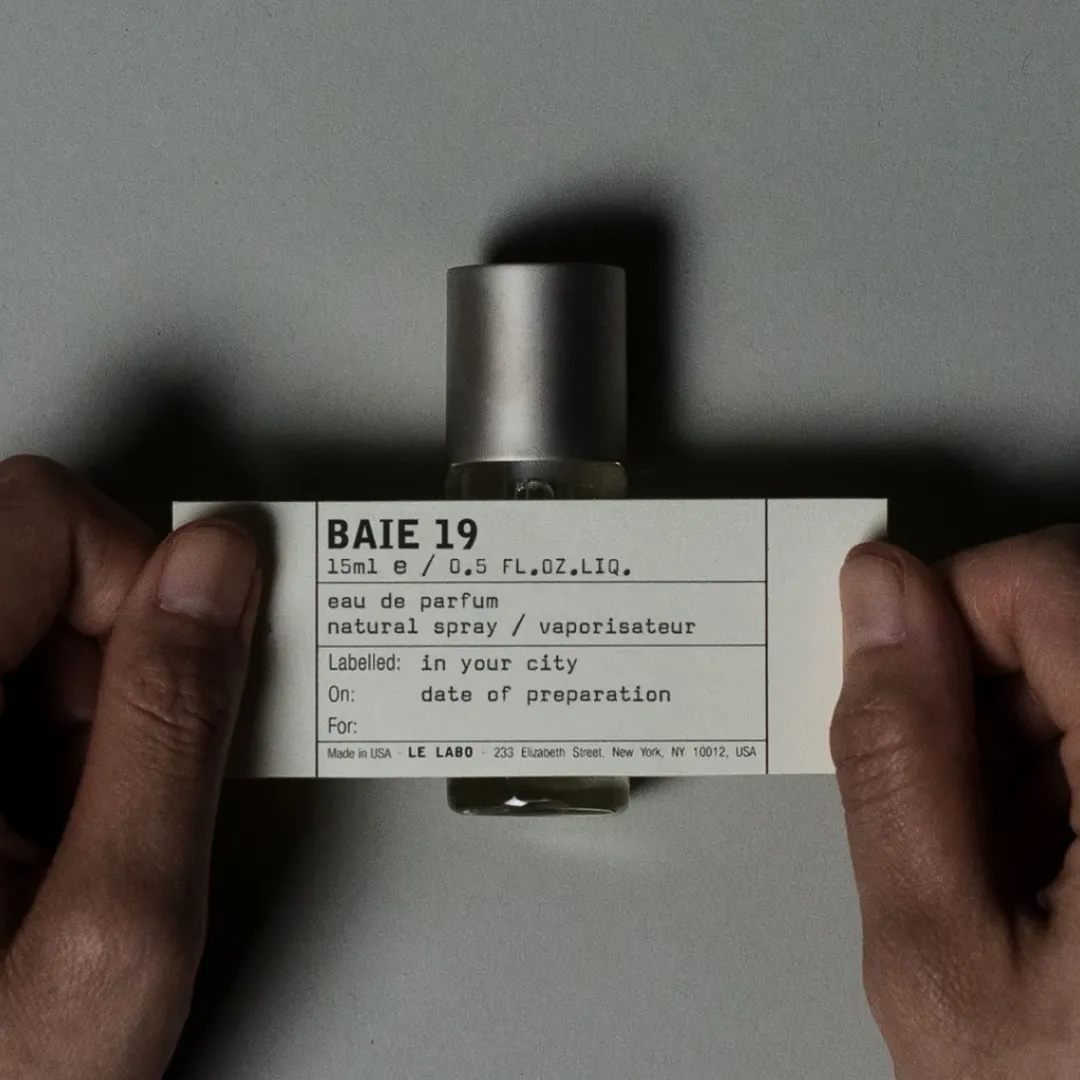 BAIE 19
15ml e / 0.5 FL.OZ.LIQ.
eau de parfum
natural spray / vaporisateur
Labelled: in your city
On: date of preparation
For:
Made in USA - LE LABO - 233 Elizabeth Street, New York, NY 10012, USA